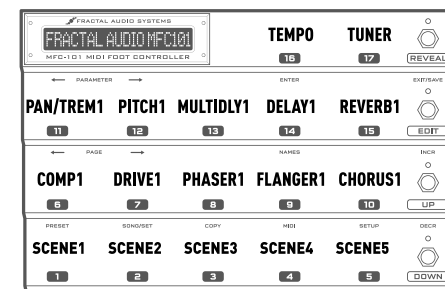 FRACTAL AUDIO SYSTEMS
FRACTAL AUDIO MFC101
MFC-101 MIDI FOOT CONTROLLER
TEMPO TUNER
16 17 REVEAL
← PARAMETER → ENTER EXIT/SAVE
PAN/TREM1 PITCH1 MULTIDLY1 DELAY1 REVERB1
11 12 13 14 15 EDIT
← PAGE → NAMES INCR
COMP1 DRIVE1 PHASER1 FLANGER1 CHORUS1
6 7 8 9 10 UP
PRESET SONG/SET COPY MIDI SETUP DECR
SCENE1 SCENE2 SCENE3 SCENE4 SCENE5
1 2 3 4 5 DOWN